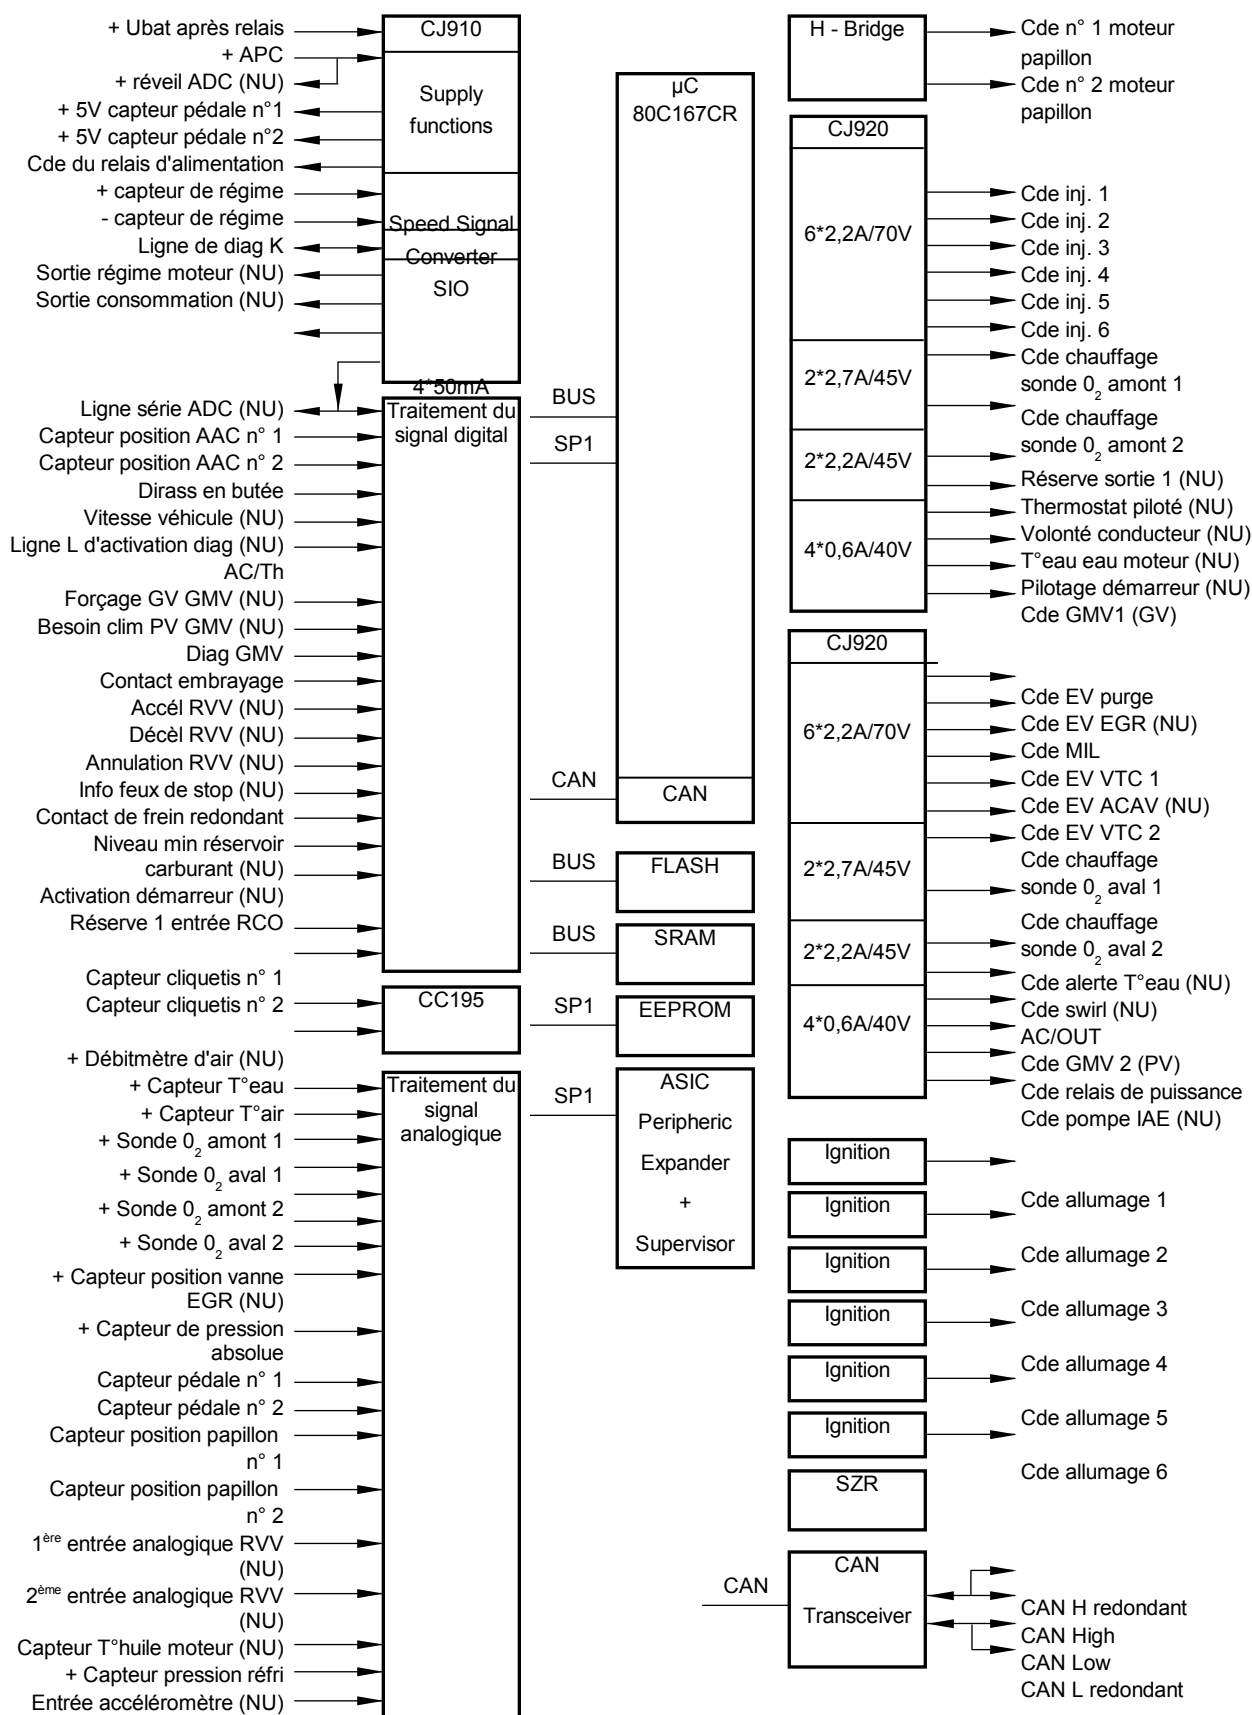 + Ubat après relais
+ APC
+ réveil ADC (NU)
+ 5V capteur pédale n°1
+ 5V capteur pédale n°2
Cde du relais d'alimentation
+ capteur de régime
- capteur de régime
Ligne de diag K
Sortie régime moteur (NU)
Sortie consommation (NU)
Ligne série ADC (NU)
Capteur position AAC n° 1
Capteur position AAC n° 2
Dirass en butée
Vitesse véhicule (NU)
Ligne L d'activation diag (NU)
AC/Th
Forçage GV GMV (NU)
Besoin clim PV GMV (NU)
Diag GMV
Contact embrayage
Accél RVV (NU)
Décèl RVV (NU)
Annulation RVV (NU)
Info feux de stop (NU)
Contact de frein redondant
Niveau min réservoir
carburant (NU)
Activation démarreur (NU)
Réserve 1 entrée RCO
Capteur cliquetis n° 1
Capteur cliquetis n° 2
+ Débitmètre d'air (NU)
+ Capteur T°eau
+ Capteur T°air
+ Sonde 0₂ amont 1
+ Sonde 0₂ aval 1
+ Sonde 0₂ amont 2
+ Sonde 0₂ aval 2
+ Capteur position vanne
EGR (NU)
+ Capteur de pression
absolue
Capteur pédale n° 1
Capteur pédale n° 2
Capteur position papillon
n° 1
Capteur position papillon
n° 2
1ère entrée analogique RVV
(NU)
2ème entrée analogique RVV
(NU)
Capteur T°huile moteur (NU)
+ Capteur pression réfri
Entrée accéléromètre (NU)
CJ910
Supply
functions
Speed Signal
Converter
SIO
4*50mA
Traitement du
signal digital
CC195
Traitement du
signal
analogique
BUS
SP1
CAN
BUS
BUS
SP1
SP1
µC
80C167CR
CAN
FLASH
SRAM
EEPROM
ASIC
Peripheric
Expander
+
Supervisor
CAN
H - Bridge
CJ920
6*2,2A/70V
2*2,7A/45V
2*2,2A/45V
4*0,6A/40V
CJ920
6*2,2A/70V
2*2,7A/45V
2*2,2A/45V
4*0,6A/40V
Ignition
Ignition
Ignition
Ignition
Ignition
Ignition
SZR
CAN
Transceiver
Cde n° 1 moteur
papillon
Cde n° 2 moteur
papillon
Cde inj. 1
Cde inj. 2
Cde inj. 3
Cde inj. 4
Cde inj. 5
Cde inj. 6
Cde chauffage
sonde 0₂ amont 1
Cde chauffage
sonde 0₂ amont 2
Réserve sortie 1 (NU)
Thermostat piloté (NU)
Volonté conducteur (NU)
T°eau eau moteur (NU)
Pilotage démarreur (NU)
Cde GMV1 (GV)
Cde EV purge
Cde EV EGR (NU)
Cde MIL
Cde EV VTC 1
Cde EV ACAV (NU)
Cde EV VTC 2
Cde chauffage
sonde 0₂ aval 1
Cde chauffage
sonde 0₂ aval 2
Cde alerte T°eau (NU)
Cde swirl (NU)
AC/OUT
Cde GMV 2 (PV)
Cde relais de puissance
Cde pompe IAE (NU)
Cde allumage 1
Cde allumage 2
Cde allumage 3
Cde allumage 4
Cde allumage 5
Cde allumage 6
CAN H redondant
CAN High
CAN Low
CAN L redondant